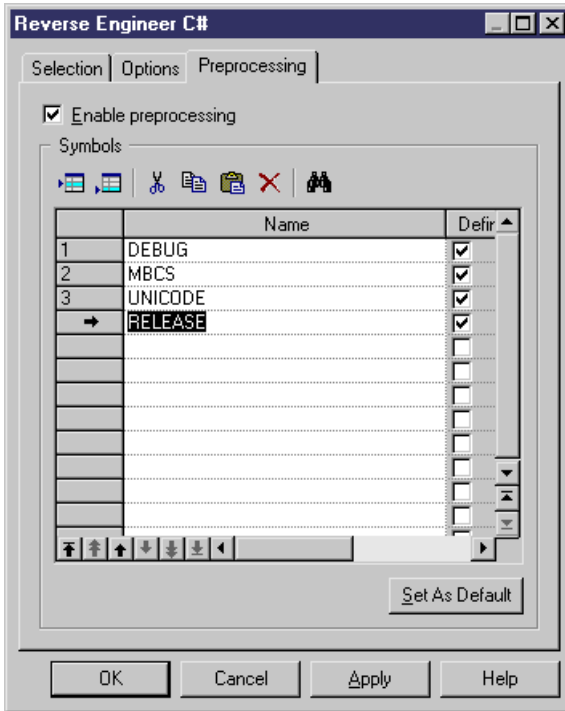 Reverse Engineer C#
Selection Options Preprocessing
Enable preprocessing
Symbols
Name Defir
1 DEBUG
2 MBCS
3 UNICODE
RELEASE
Set As Default
OK Cancel Apply Help